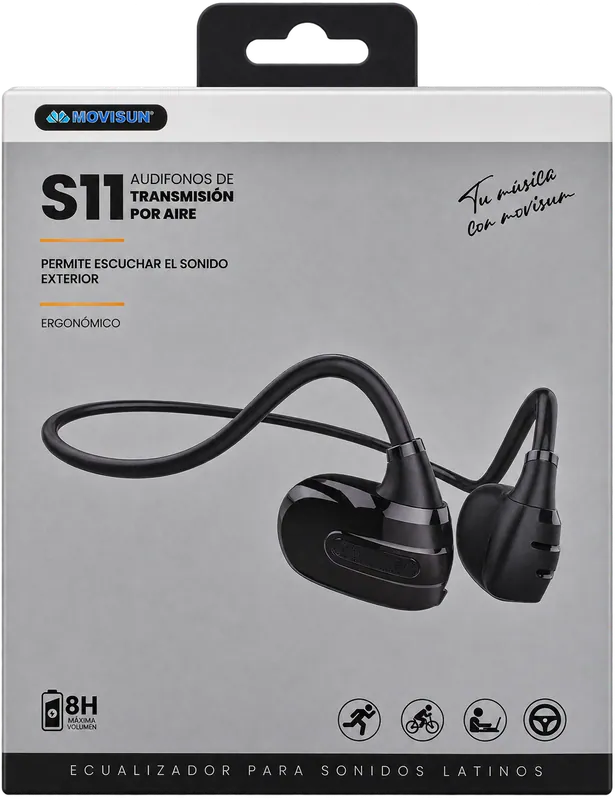 MOVISUN®
S11
AUDIFONOS DE
TRANSMISIÓN
POR AIRE
Tu música
con movisum
PERMITE ESCUCHAR EL SONIDO
EXTERIOR
ERGONÓMICO
8H
MÁXIMA
VOLUMEN
ECUALIZADOR PARA SONIDOS LATINOS